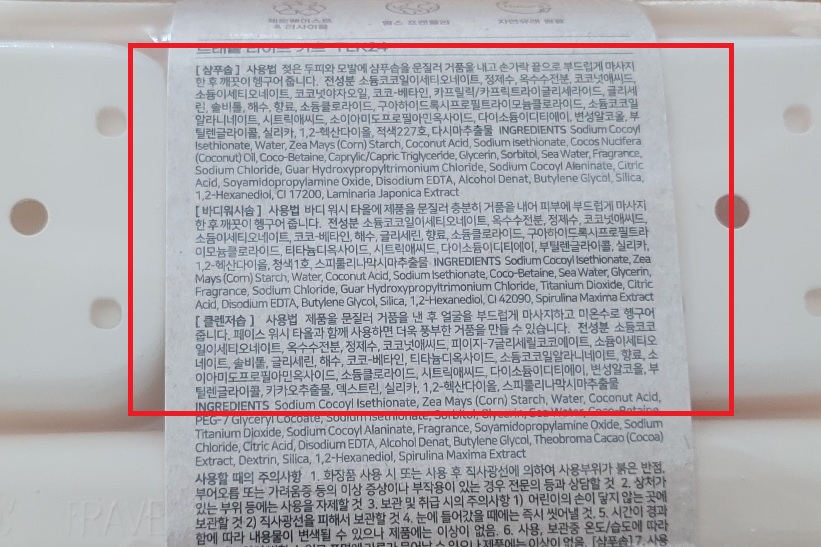 & 리사이클
트래블 라이트 키트 TLK24
[ 샴푸솝 ] 사용법 젖은 두피와 모발에 샴푸솝을 문질러 거품을 내고 손가락 끝으로 부드럽게 마사지
한 후 깨끗이 헹구어 줍니다. 전성분 소듐코코일이세티오네이트, 정제수, 옥수수전분, 코코넛애씨드,
소듐이세티오네이트, 코코넛야자오일, 코코-베타인, 카프릴릭/카프릭트라이글리세라이드, 글리세
린, 솔비톨, 해수, 향료, 소듐클로라이드, 구아하이드록시프로필트라이모늄클로라이드, 소듐코코일
알라니네이트, 시트릭애씨드, 소이아미도프로필아민옥사이드, 다이소듐이디티에이, 변성알코올, 부
틸렌글라이콜, 실리카, 1,2-헥산다이올, 적색227호, 다시마추출물 INGREDIENTS Sodium Cocoyl
Isethionate, Water, Zea Mays (Corn) Starch, Coconut Acid, Sodium Isethionate, Cocos Nucifera
(Coconut) Oil, Coco-Betaine, Caprylic/Capric Triglyceride, Glycerin, Sorbitol, Sea Water, Fragrance,
Sodium Chloride, Guar Hydroxypropyltrimonium Chloride, Sodium Cocoyl Alaninate, Citric
Acid, Soyamidopropylamine Oxide, Disodium EDTA, Alcohol Denat, Butylene Glycol, Silica,
1,2-Hexanediol, CI 17200, Laminaria Japonica Extract
[ 바디워시솝 ] 사용법 바디 워시 타올에 제품을 문질러 충분히 거품을 내어 피부에 부드럽게 마사지
한 후 깨끗이 헹구어 줍니다. 전성분 소듐코코일이세티오네이트, 옥수수전분, 정제수, 코코넛애씨드,
소듐이세티오네이트, 코코-베타인, 해수, 글리세린, 향료, 소듐클로라이드, 구아하이드록시프로필트라
이모늄클로라이드, 티타늄디옥사이드, 시트릭애씨드, 다이소듐이디티에이, 부틸렌글라이콜, 실리카,
1,2-헥산다이올, 청색1호, 스피룰리나막시마추출물 INGREDIENTS Sodium Cocoyl Isethionate, Zea
Mays (Corn) Starch, Water, Coconut Acid, Sodium Isethionate, Coco-Betaine, Sea Water, Glycerin,
Fragrance, Sodium Chloride, Guar Hydroxypropyltrimonium Chloride, Titanium Dioxide, Citric
Acid, Disodium EDTA, Butylene Glycol, Silica, 1,2-Hexanediol, CI 42090, Spirulina Maxima Extract
[ 클렌저솝 ] 사용법 제품을 문질러 거품을 낸 후 얼굴을 부드럽게 마사지하고 미온수로 헹구어
줍니다. 페이스 워시 타올과 함께 사용하면 더욱 풍부한 거품을 만들 수 있습니다. 전성분 소듐코코
일이세티오네이트, 옥수수전분, 정제수, 코코넛애씨드, 피이지-7글리세릴코코에이트, 소듐이세티오
네이트, 솔비톨, 글리세린, 해수, 코코-베타인, 티타늄디옥사이드, 소듐코코일알라니네이트, 향료, 소
이아미도프로필아민옥사이드, 소듐클로라이드, 시트릭애씨드, 다이소듐이디티에이, 변성알코올, 부
틸렌글라이콜, 카카오추출물, 덱스트린, 실리카, 1,2-헥산다이올, 스피룰리나막시마추출물
INGREDIENTS Sodium Cocoyl Isethionate, Zea Mays (Corn) Starch, Water, Coconut Acid,
PEG-7 Glyceryl Cocoate, Sodium Isethionate, Sorbitol, Glycerin, Sea Water, Coco-Betaine,
Titanium Dioxide, Sodium Cocoyl Alaninate, Fragrance, Soyamidopropylamine Oxide, Sodium
Chloride, Citric Acid, Disodium EDTA, Alcohol Denat, Butylene Glycol, Theobroma Cacao (Cocoa)
Extract, Dextrin, Silica, 1,2-Hexanediol, Spirulina Maxima Extract
사용할 때의 주의사항 1. 화장품 사용 시 또는 사용 후 직사광선에 의하여 사용부위가 붉은 반점,
부어오름 또는 가려움증 등의 이상 증상이나 부작용이 있는 경우 전문의 등과 상담할 것 2. 상처가
있는 부위 등에는 사용을 자제할 것 3. 보관 및 취급 시의 주의사항 1) 어린이의 손이 닿지 않는 곳에
보관할 것 2) 직사광선을 피해서 보관할 것 4. 눈에 들어갔을 때에는 즉시 씻어낼 것. 5. 시간이 경과
함에 따라 내용물이 변색될 수 있으나 제품에는 이상이 없음. 6. 사용, 보관중 온도/습도에 따라
TRAVE